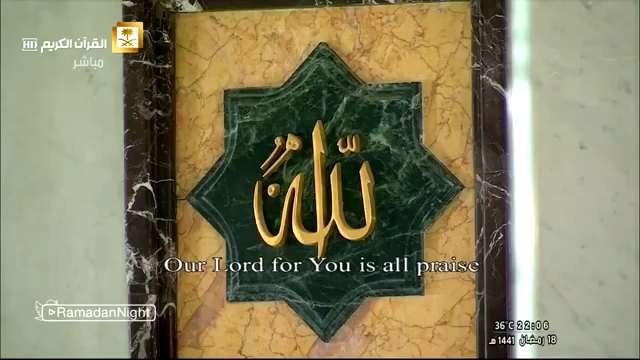 HD القرآن الكريم
مباشر
الله
Our Lord for You is all praise
RamadanNight
36°C 22:06
18 رمضان 1441 هـ